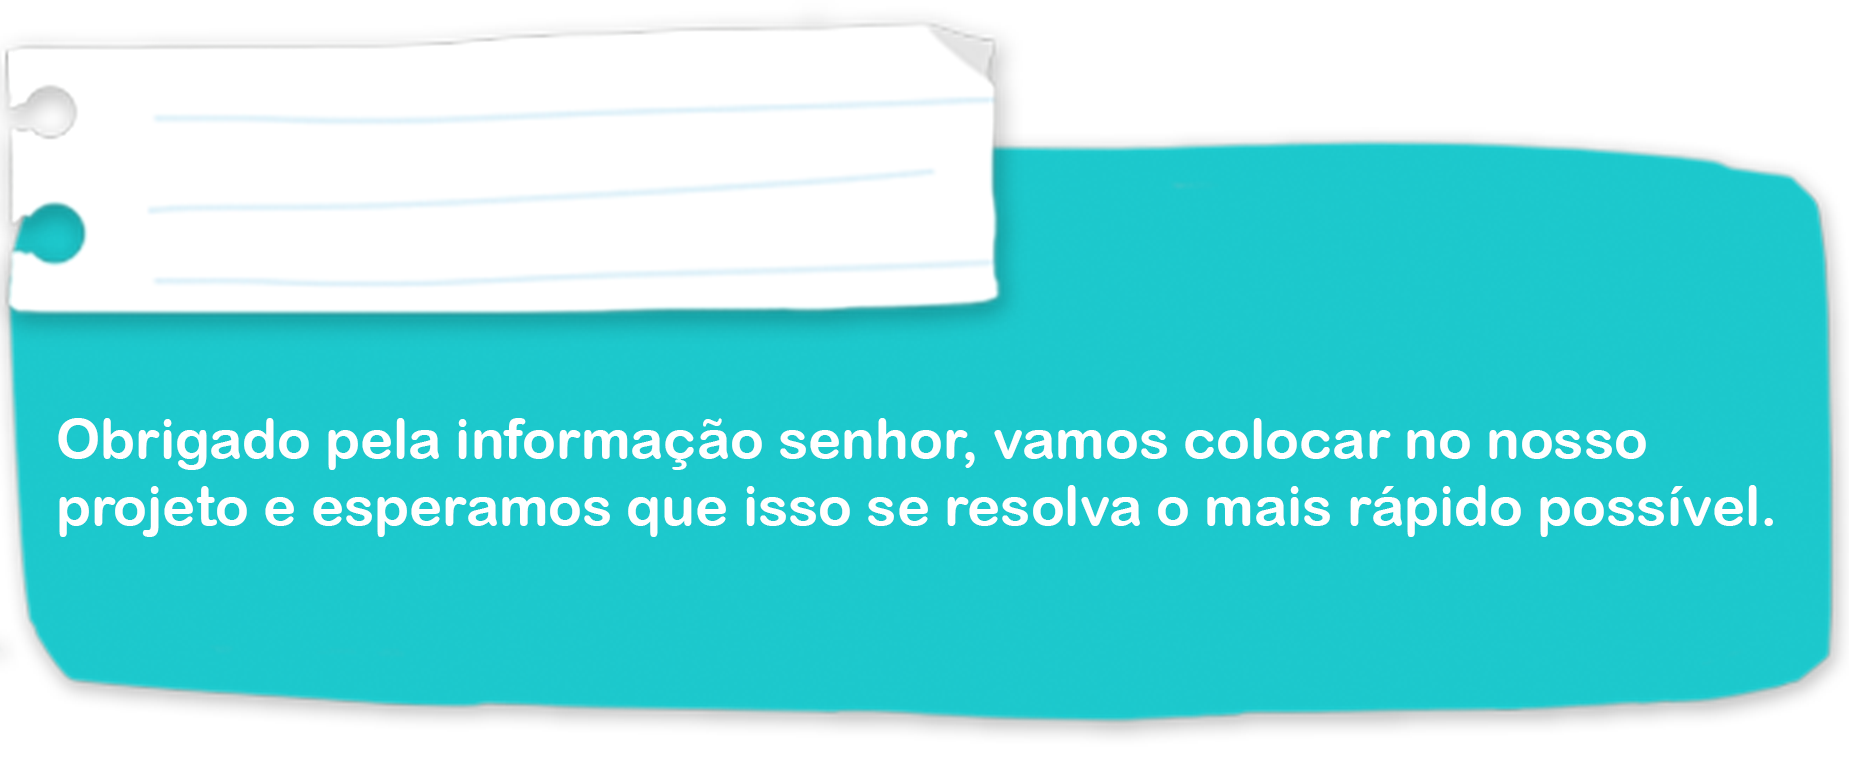 Obrigado pela informação senhor, vamos colocar no nosso
projeto e esperamos que isso se resolva o mais rápido possível.